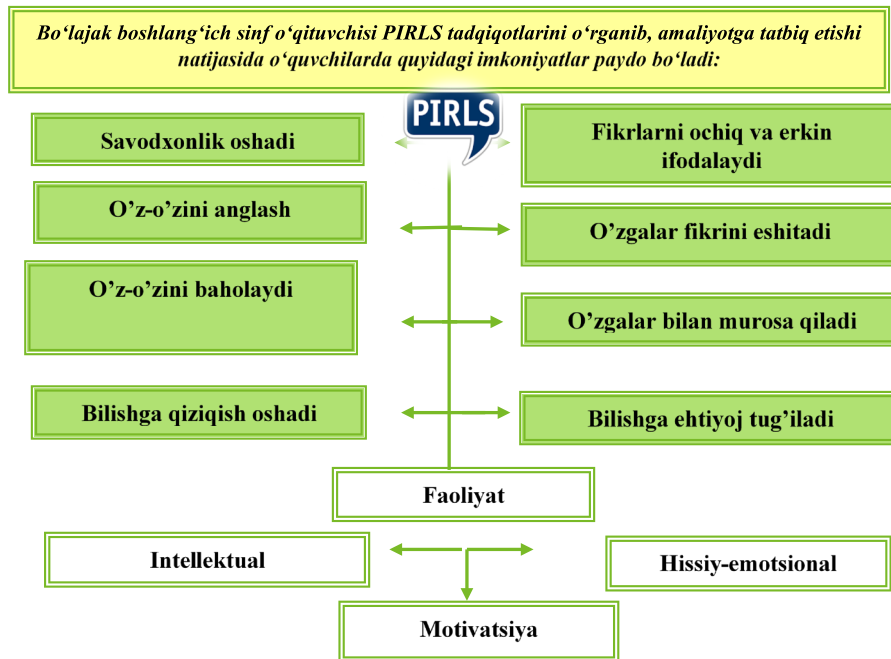 Bo‘lajak boshlang‘ich sinf o‘qituvchisi PIRLS tadqiqotlarini o‘rganib, amaliyotga tatbiq etishi
natijasida o‘quvchilarda quyidagi imkoniyatlar paydo bo‘ladi:
PIRLS
Savodxonlik oshadi
Fikrlarni ochiq va erkin
ifodalaydi
O’z-o’zini anglash
O’zgalar fikrini eshitadi
O’z-o’zini baholaydi
O’zgalar bilan murosa qiladi
Bilishga qiziqish oshadi
Bilishga ehtiyoj tug’iladi
Faoliyat
Intellektual
Hissiy-emotsional
Motivatsiya